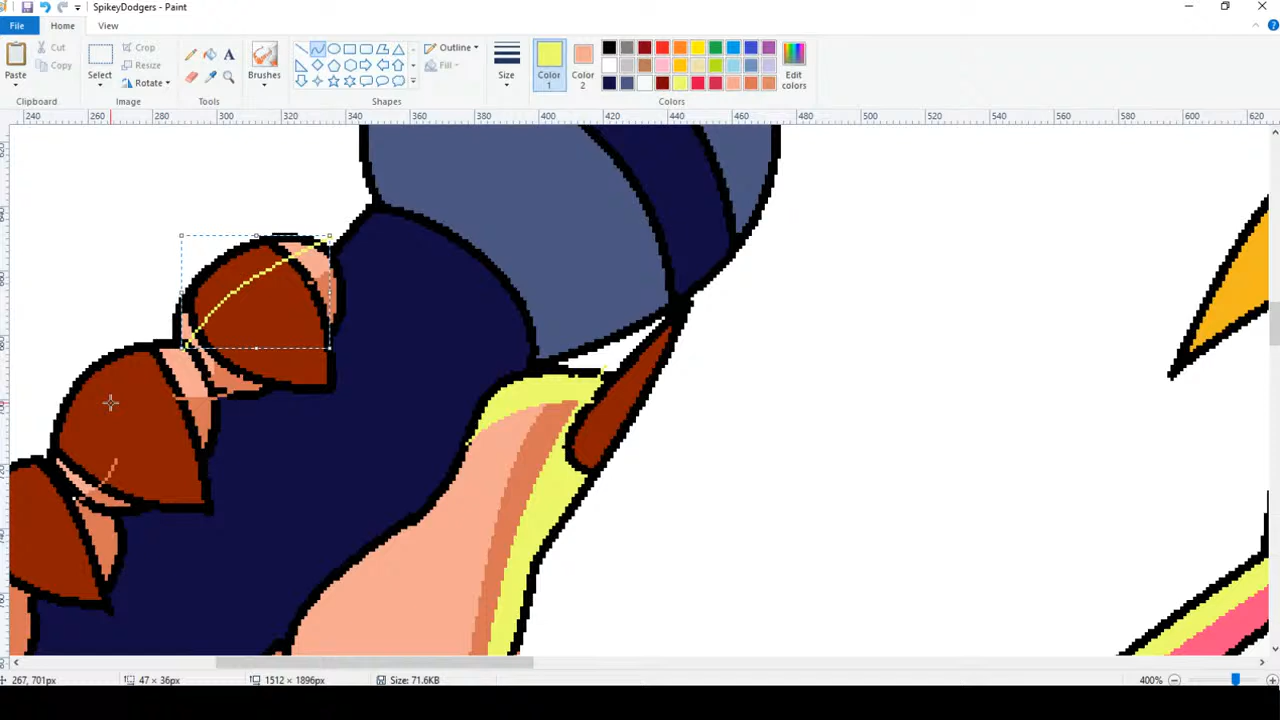 SpikeyDodgers - Paint
File Home View
Paste
Cut
Copy
Clipboard
Select
Crop
Resize
Rotate
Image
A
Tools
Brushes
Outline
Fill
Shapes
Size
Color 1
Color 2
Edit colors
Colors
240 260 280 300 320 340 360 380 400 420 440 460 480 500 520 540 560 580 600 620
267, 701px
47 × 36px
1512 × 1896px
Size: 71.6KB
400%